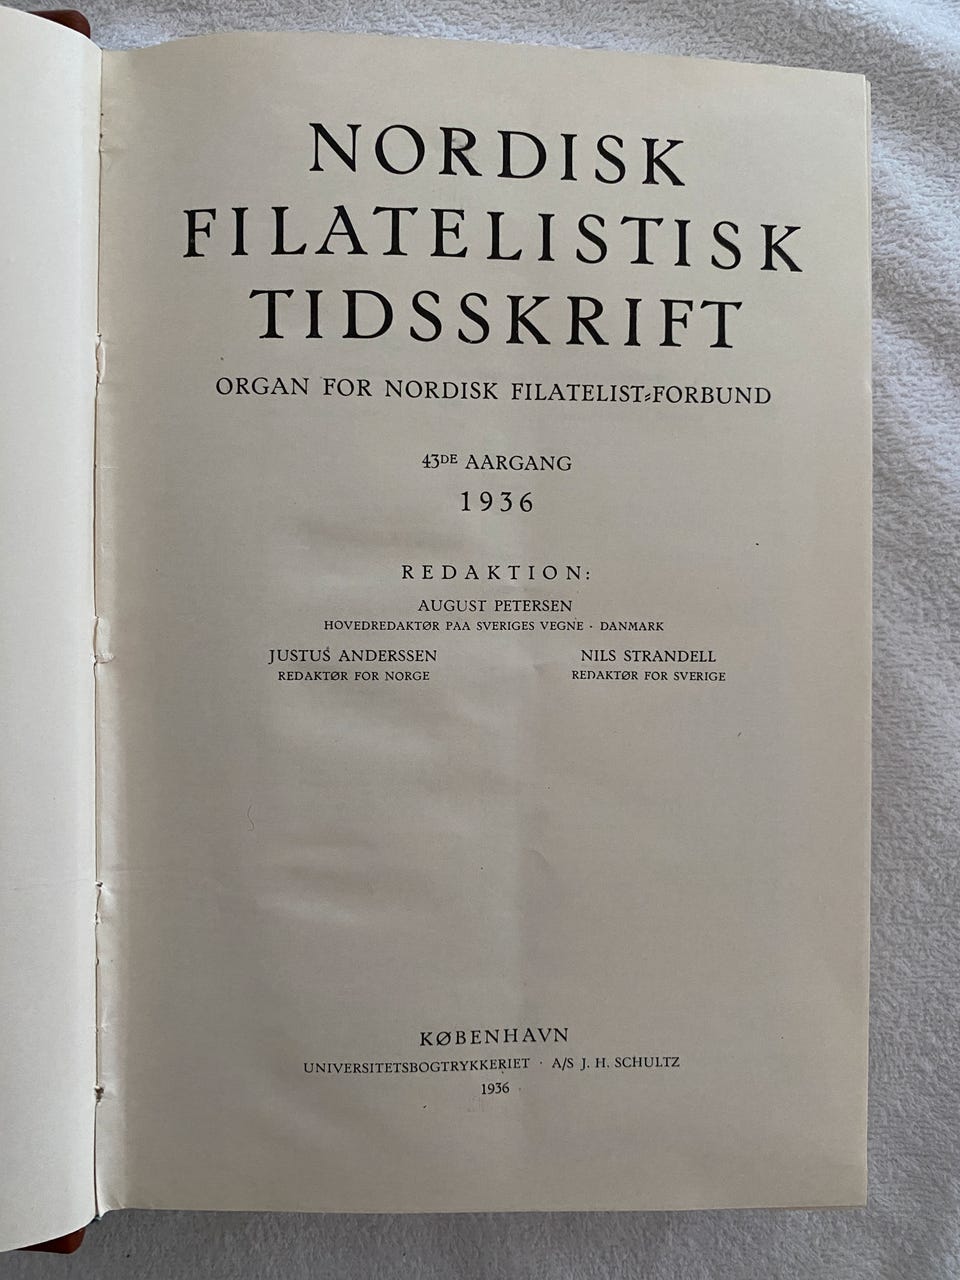 NORDISK
FILATELISTISK
TIDSSKRIFT
ORGAN FOR NORDISK FILATELIST=FORBUND
43DE AARGANG
1936
REDAKTION:
AUGUST PETERSEN
HOVEDREDAKTØR PAA SVERIGES VEGNE · DANMARK
JUSTUS ANDERSSEN
REDAKTØR FOR NORGE
NILS STRANDELL
REDAKTØR FOR SVERIGE
KØBENHAVN
UNIVERSITETSBOGTRYKKERIET · A/S J. H. SCHULTZ
1936